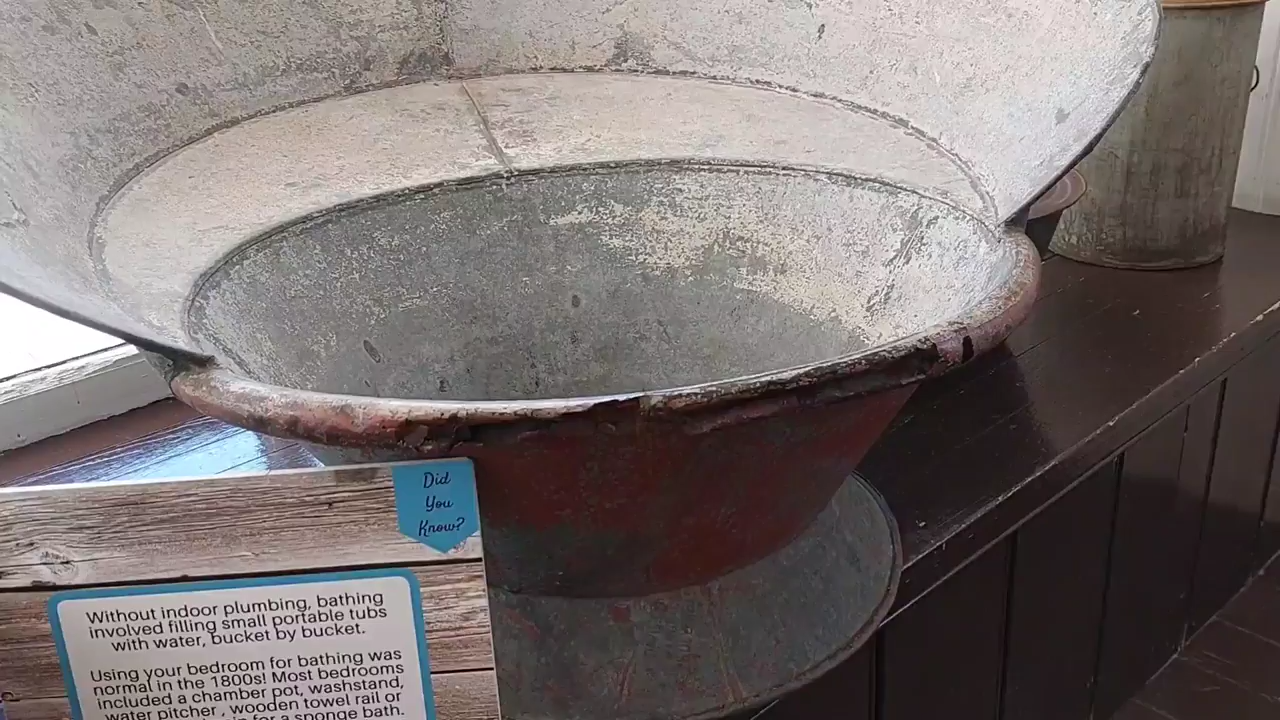 Did
You
Know?
Without indoor plumbing, bathing
involved filling small portable tubs
with water, bucket by bucket.
Using your bedroom for bathing was
normal in the 1800s! Most bedrooms
included a chamber pot, washstand,
water pitcher, wooden towel rail or
for a sponge bath.